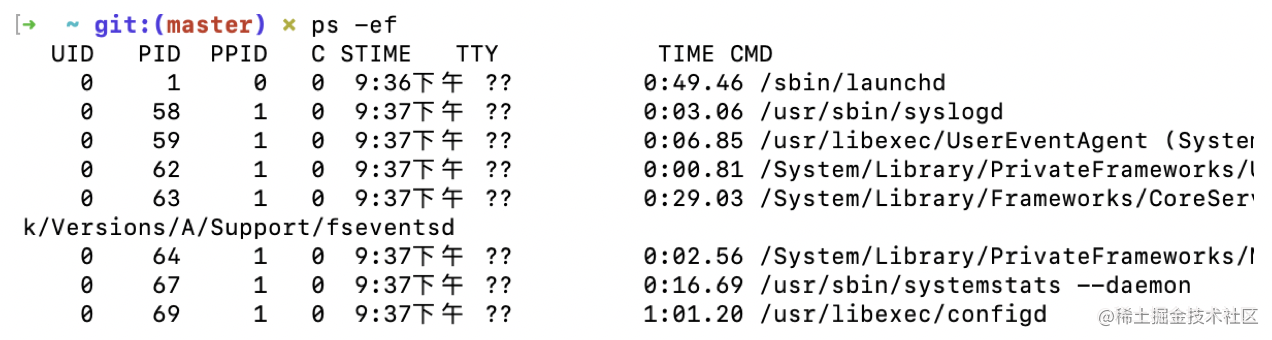 [➜  ~ git:(master) × ps -ef
UID PID PPID C STIME TTY TIME CMD
0 1 0 0 9:36下午 ?? 0:49.46 /sbin/launchd
0 58 1 0 9:37下午 ?? 0:03.06 /usr/sbin/syslogd
0 59 1 0 9:37下午 ?? 0:06.85 /usr/libexec/UserEventAgent (System
0 62 1 0 9:37下午 ?? 0:00.81 /System/Library/PrivateFrameworks/
0 63 1 0 9:37下午 ?? 0:29.03 /System/Library/Frameworks/CoreServ
k/Versions/A/Support/fseventsd
0 64 1 0 9:37下午 ?? 0:02.56 /System/Library/PrivateFrameworks/
0 67 1 0 9:37下午 ?? 0:16.69 /usr/sbin/systemstats --daemon
0 69 1 0 9:37下午 ?? 1:01.20 /usr/libexec/configd
@稀土掘金技术社区